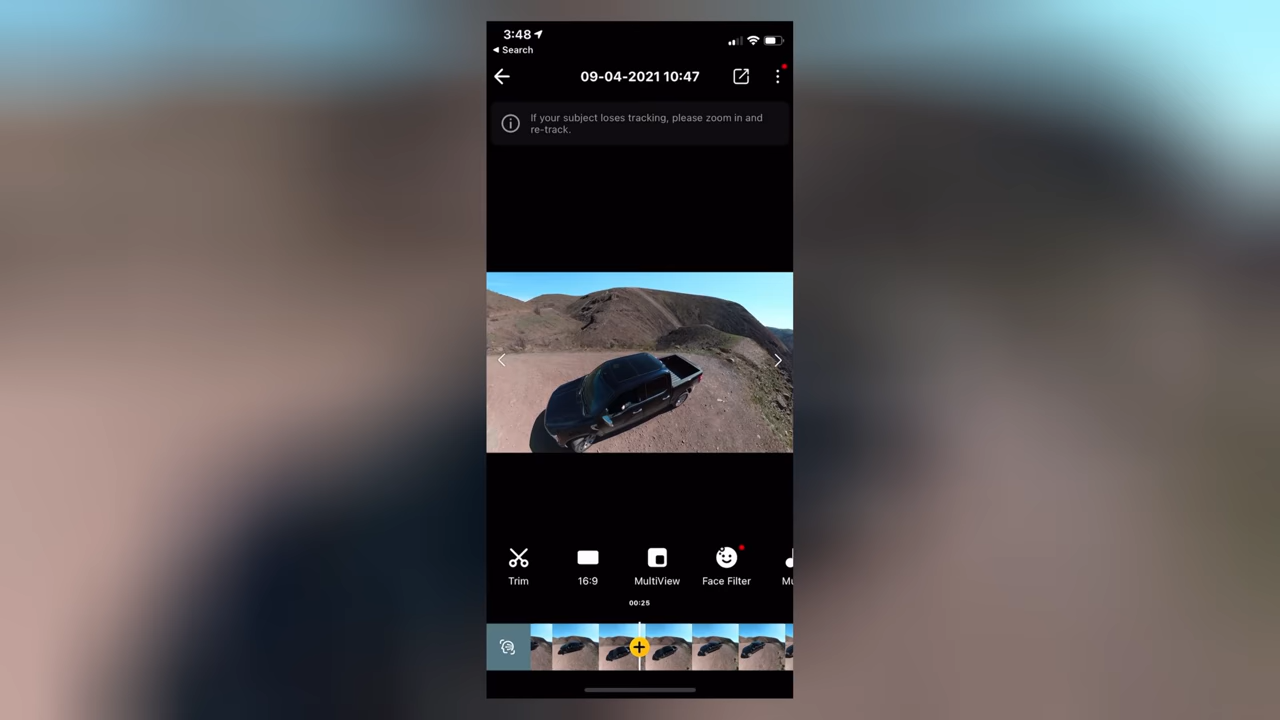 3:48
Search
09-04-2021 10:47
If your subject loses tracking, please zoom in and
re-track.
Trim
16:9
MultiView
Face Filter
Mu
00:25